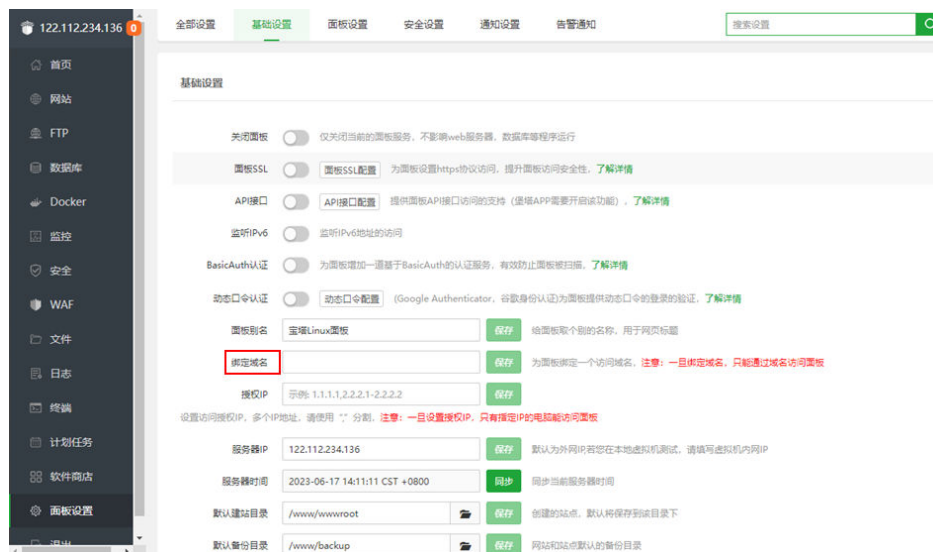 122.112.234.136 0
首页
网站
FTP
数据库
Docker
监控
安全
WAF
文件
日志
终端
计划任务
软件商店
面板设置
退出
全部设置 基础设置 面板设置 安全设置 通知设置 告警通知 搜索设置
基础设置
关闭面板 仅关闭当前的面板服务，不影响web服务器、数据库等程序运行
面板SSL 面板SSL配置 为面板设置https协议访问，提升面板访问安全性，了解详情
API接口 API接口配置 提供面板API接口访问的支持（堡塔APP需要开启该功能），了解详情
监听IPv6 监听IPv6地址的访问
BasicAuth认证 为面板增加一道基于BasicAuth的认证服务，有效防止面板被扫描，了解详情
动态口令认证 动态口令配置 (Google Authenticator，谷歌身份认证)为面板提供动态口令的登录的验证，了解详情
面板别名 宝塔Linux面板 保存 给面板取个别的名称，用于网页标题
绑定域名 保存 为面板绑定一个访问域名，注意：一旦绑定域名，只能通过域名访问面板
授权IP 示例: 1.1.1.1,2.2.2.1-2.2.2.2 保存
设置访问授权IP，多个IP地址，请使用 "," 分割，注意：一旦设置授权IP，只有指定IP的电脑能访问面板
服务器IP 122.112.234.136 保存 默认为外网IP,若您在本地虚拟机测试，请填写虚拟机内网IP
服务器时间 2023-06-17 14:11:11 CST +0800 同步 同步当前服务器时间
默认建站目录 /www/wwwroot 保存 创建的站点，默认将保存到该目录下
默认备份目录 /www/backup 保存 网站和站点默认的备份目录